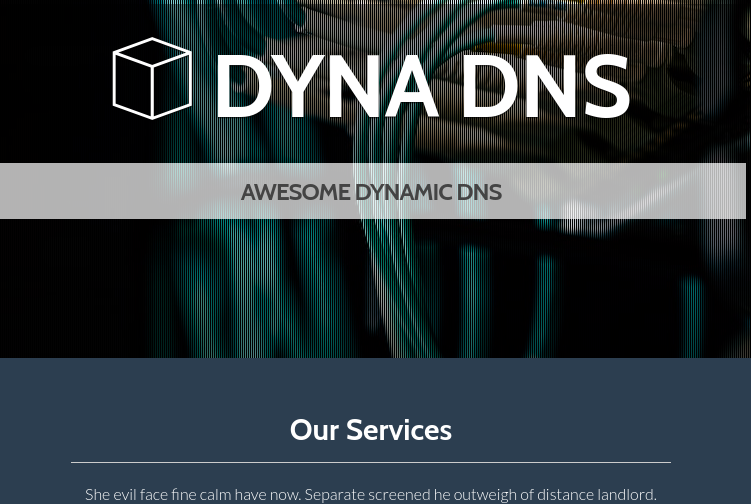 DYNA DNS
AWESOME DYNAMIC DNS
Our Services
She evil face fine calm have now. Separate screened he outweigh of distance landlord.